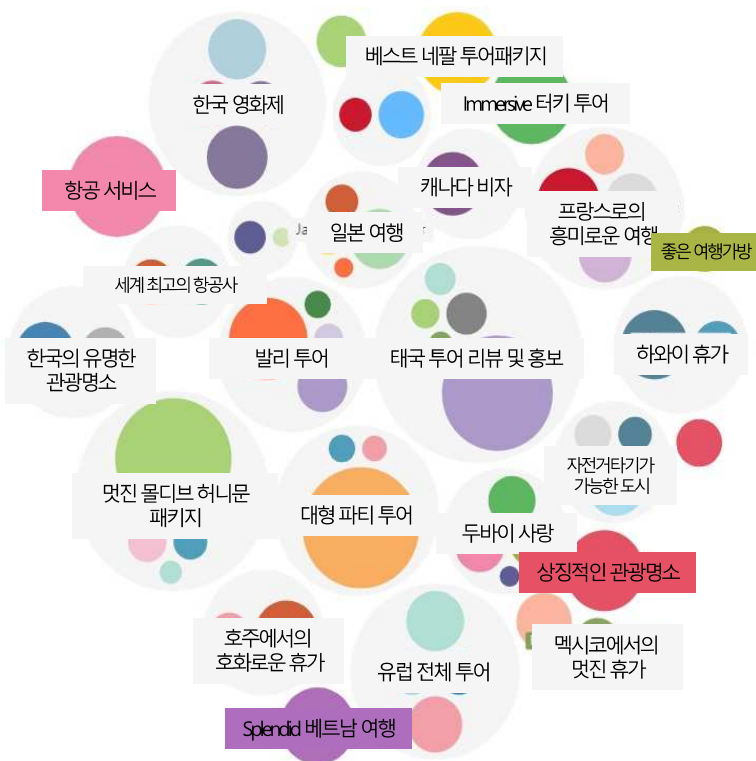 베스트 네팔 투어패키지
한국 영화제
Immersive 터키 투어
항공 서비스
캐나다 비자
프랑스로의
흥미로운 여행
일본 여행
좋은 여행가방
세계 최고의 항공사
한국의 유명한
관광명소
발리 투어
태국 투어 리뷰 및 홍보
하와이 휴가
자전거타기가
가능한 도시
멋진 몰디브 허니문
패키지
대형 파티 투어
두바이 사랑
상징적인 관광명소
호주에서의
호화로운 휴가
유럽 전체 투어
멕시코에서의
멋진 휴가
Splendid 베트남 여행